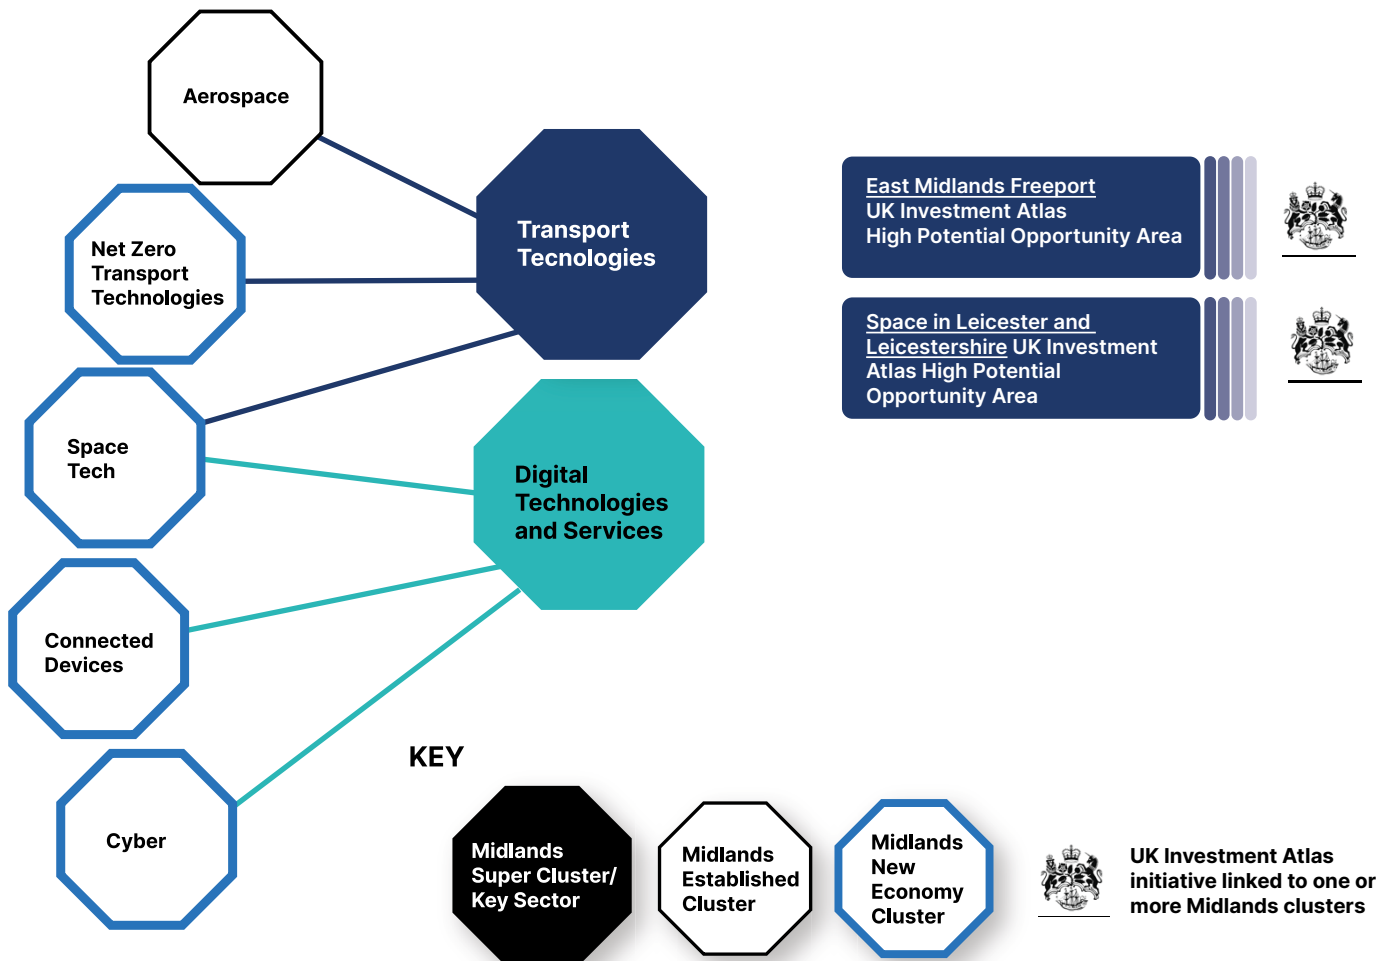 Aerospace
Net Zero
Transport
Technologies
Space
Tech
Connected
Devices
Cyber
Transport
Tecnologies
Digital
Technologies
and Services
East Midlands Freeport
UK Investment Atlas
High Potential Opportunity Area
Space in Leicester and
Leicestershire UK Investment
Atlas High Potential
Opportunity Area
KEY
Midlands
Super Cluster/
Key Sector
Midlands
Established
Cluster
Midlands
New
Economy
Cluster
UK Investment Atlas
initiative linked to one or
more Midlands clusters